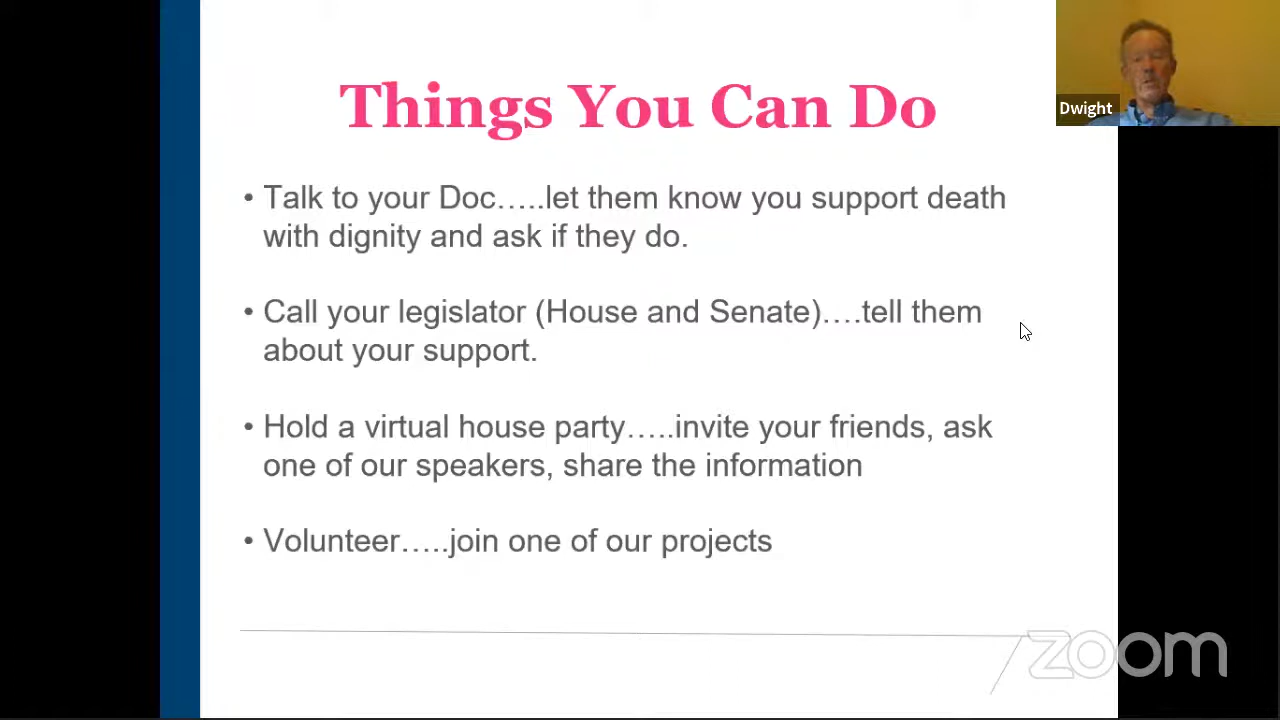 Things You Can Do
Dwight
• Talk to your Doc…..let them know you support death
with dignity and ask if they do.
• Call your legislator (House and Senate)….tell them
about your support.
• Hold a virtual house party…..invite your friends, ask
one of our speakers, share the information
• Volunteer…..join one of our projects
zoom